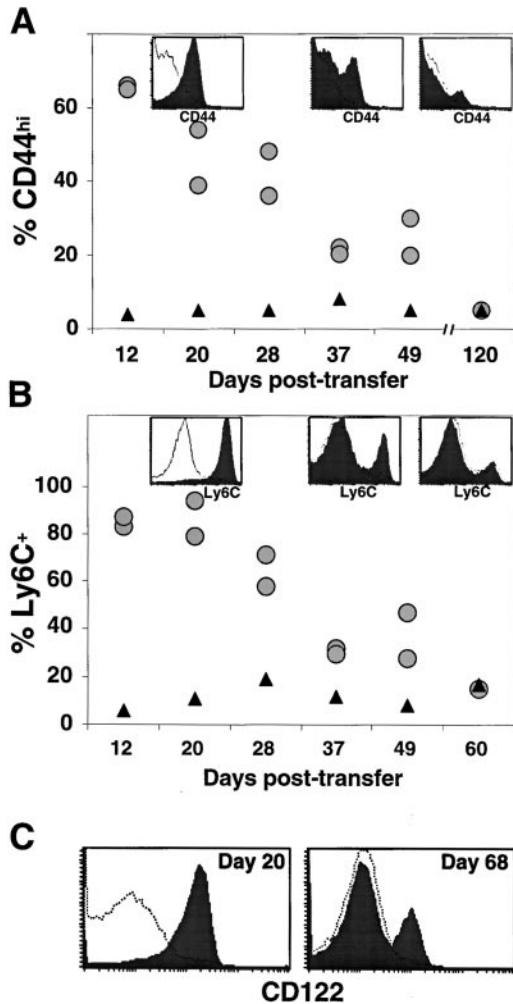 A
% CD44hi
60
40
20
0
CD44
CD44
CD44
12 20 28 37 49 120
Days post-transfer
B
% Ly6C+
100
80
60
40
20
0
Ly6C
Ly6C
Ly6C
12 20 28 37 49 60
Days post-transfer
C
Day 20
Day 68
CD122